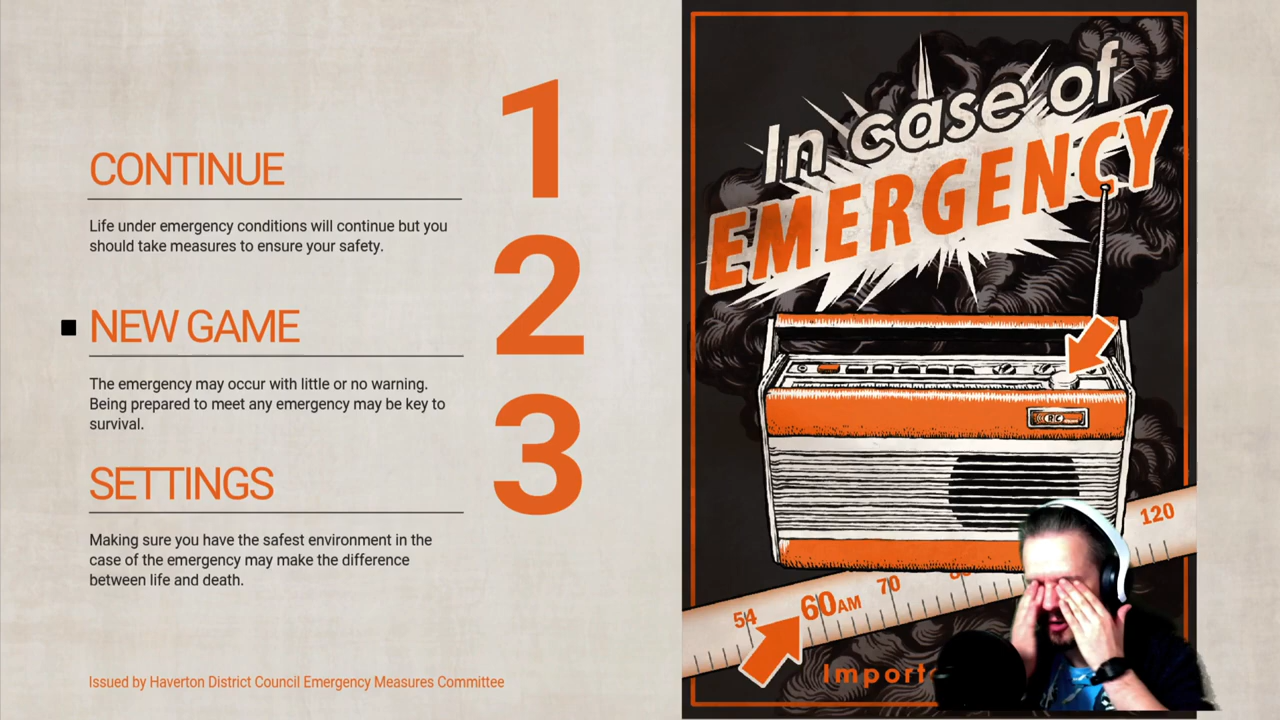 CONTINUE
Life under emergency conditions will continue but you
should take measures to ensure your safety.
1
NEW GAME
The emergency may occur with little or no warning.
Being prepared to meet any emergency may be key to
survival.
2
SETTINGS
Making sure you have the safest environment in the
case of the emergency may make the difference
between life and death.
3
Issued by Haveron District Council Emergency Measures Committee
In case of
EMERGENCY
54 60AM 70 120